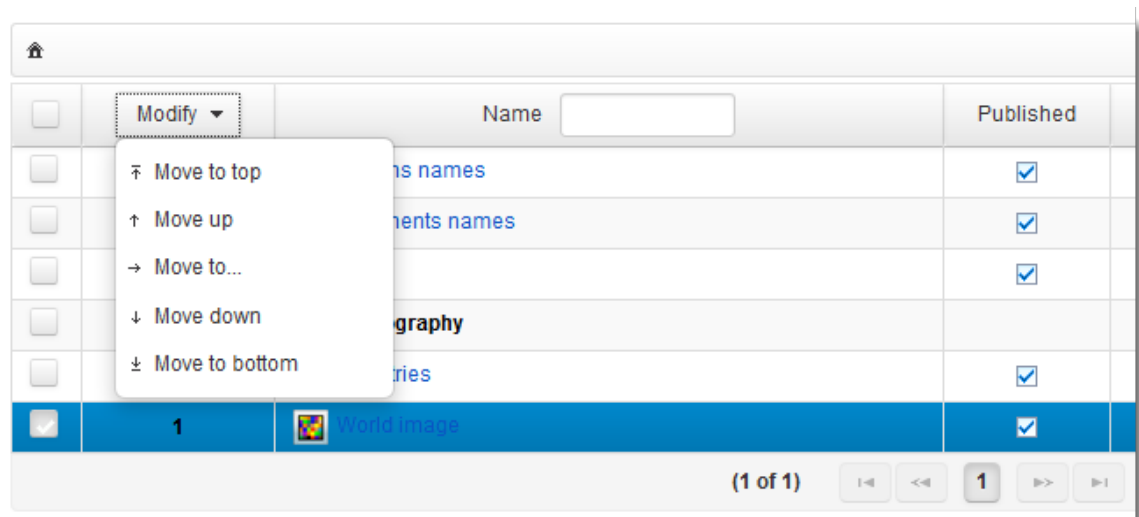 Modify Name Published
Move to top ns names
Move up nents names
Move to...
Move down graphy
Move to bottom tries
1 World image
(1 of 1) 1